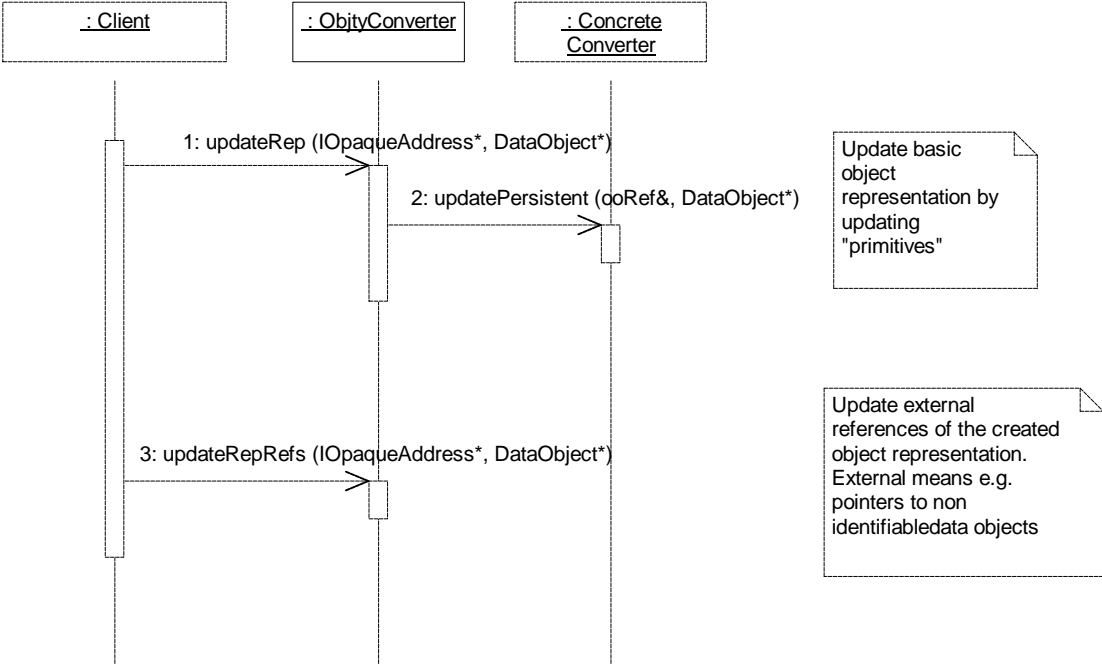 : Client
: ObjtyConverter
: Concrete
Converter
1: updateRep (IOpaqueAddress*, DataObject*)
2: updatePersistent (ooRef&, DataObject*)
Update basic
object
representation by
updating
"primitives"
3: updateRepRefs (IOpaqueAddress*, DataObject*)
Update external
references of the created
object representation.
External means e.g.
pointers to non
identifiabledata objects